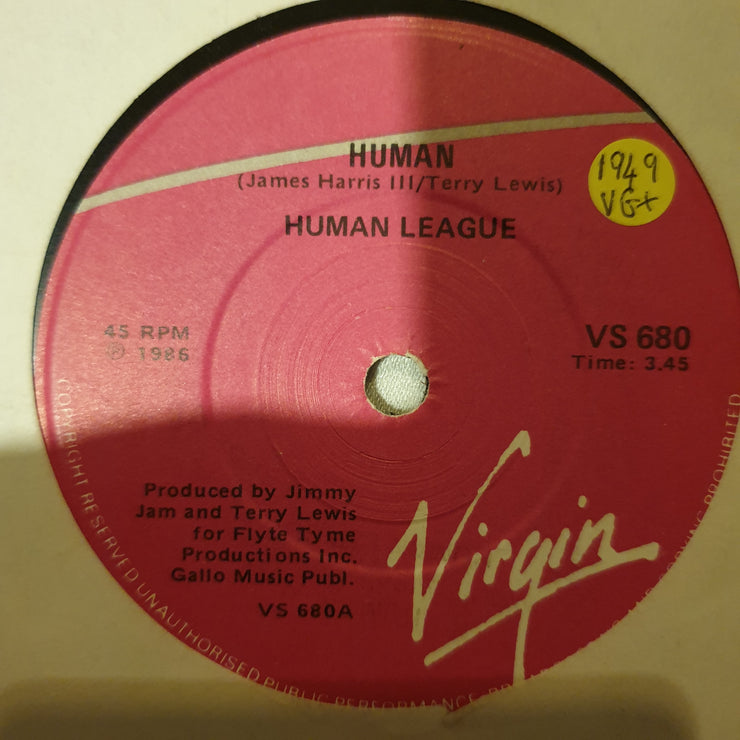 HUMAN
(James Harris III/Terry Lewis)
HUMAN LEAGUE
1949
VG+
45 RPM
℗ 1986
VS 680
Time: 3.45
Produced by Jimmy
Jam and Terry Lewis
for Flyte Tyme
Productions Inc.
Gallo Music Publ.
VS 680A
Virgin
COPYRIGHT RESERVED UNAUTHORISED PUBLIC PERFORMANCE, PROHIBITED